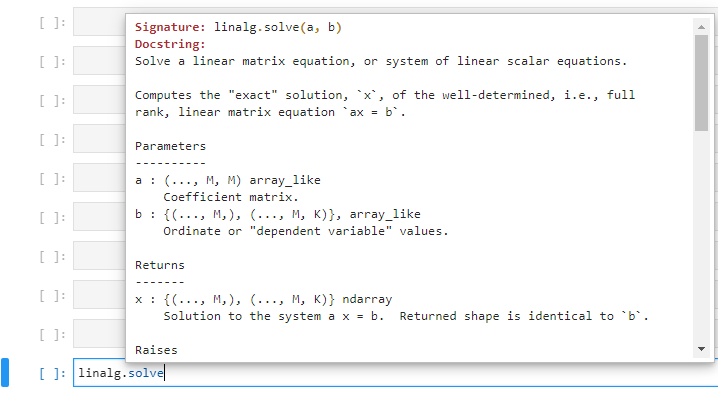 [ ]:
Signature: linalg.solve(a, b)
Docstring:
[ ]:
Solve a linear matrix equation, or system of linear scalar equations.
[ ]:
Computes the "exact" solution, `x`, of the well-determined, i.e., full
rank, linear matrix equation `ax = b`.
[ ]:
Parameters
----------
[ ]:
a : (..., M, M) array_like
Coefficient matrix.
[ ]:
b : {(..., M,), (..., M, K)}, array_like
Ordinate or "dependent variable" values.
[ ]:
Returns
-------
[ ]:
x : {(..., M,), (..., M, K)} ndarray
Solution to the system a x = b.  Returned shape is identical to `b`.
[ ]:
Raises
[ ]: linalg.solve